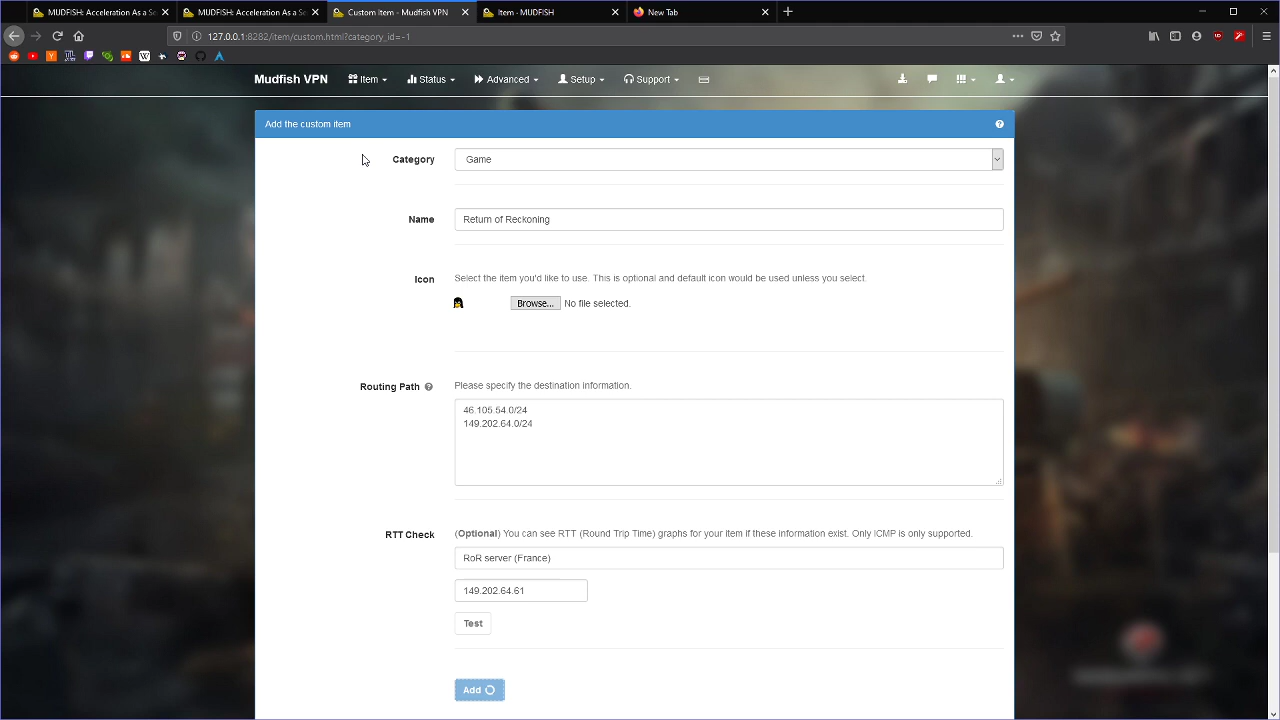 MUDFISH: Acceleration As a Se
MUDFISH: Acceleration As a Se
Custom Item - Mudfish VPN
Item - MUDFISH
New Tab
127.0.0.1:8282/item/custom.html?category_id=-1
Mudfish VPN
Item
Status
Advanced
Setup
Support
Add the custom item
Category
Game
Name
Return of Reckoning
Icon
Select the item you'd like to use. This is optional and default icon would be used unless you select.
Browse... No file selected.
Routing Path
Please specify the destination information.
46.105.54.0/24
149.202.64.0/24
RTT Check
(Optional) You can see RTT (Round Trip Time) graphs for your item if these information exist. Only ICMP is only supported.
RoR server (France)
149.202.64.61
Test
Add